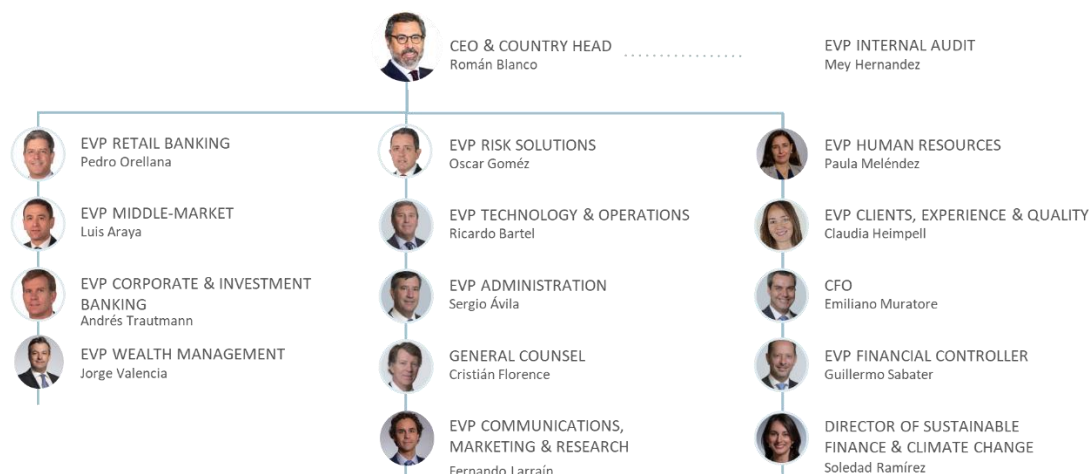 CEO & COUNTRY HEAD
Román Blanco
EVP INTERNAL AUDIT
Mey Hernandez
EVP RETAIL BANKING
Pedro Orellana
EVP MIDDLE-MARKET
Luis Araya
EVP CORPORATE & INVESTMENT
BANKING
Andrés Trautmann
EVP WEALTH MANAGEMENT
Jorge Valencia
EVP RISK SOLUTIONS
Oscar Goméz
EVP TECHNOLOGY & OPERATIONS
Ricardo Bartel
EVP ADMINISTRATION
Sergio Ávila
GENERAL COUNSEL
Cristián Florence
EVP COMMUNICATIONS,
MARKETING & RESEARCH
Fernando Larraín
EVP HUMAN RESOURCES
Paula Meléndez
EVP CLIENTS, EXPERIENCE & QUALITY
Claudia Heimpell
CFO
Emiliano Muratore
EVP FINANCIAL CONTROLLER
Guillermo Sabater
DIRECTOR OF SUSTAINABLE
FINANCE & CLIMATE CHANGE
Soledad Ramírez